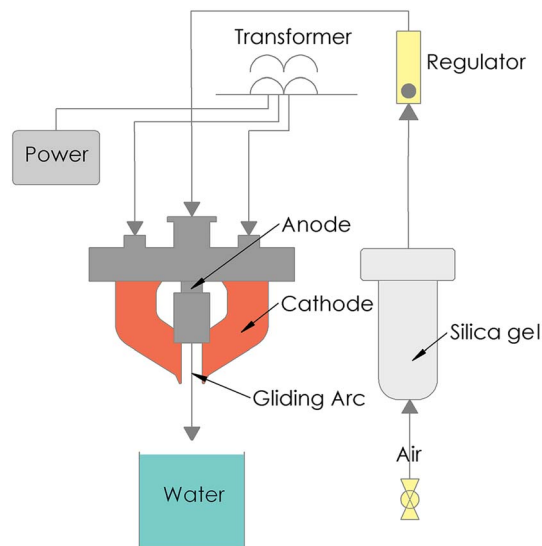 Transformer
Regulator
Power
Anode
Cathode
Silica gel
Gliding Arc
Air
Water